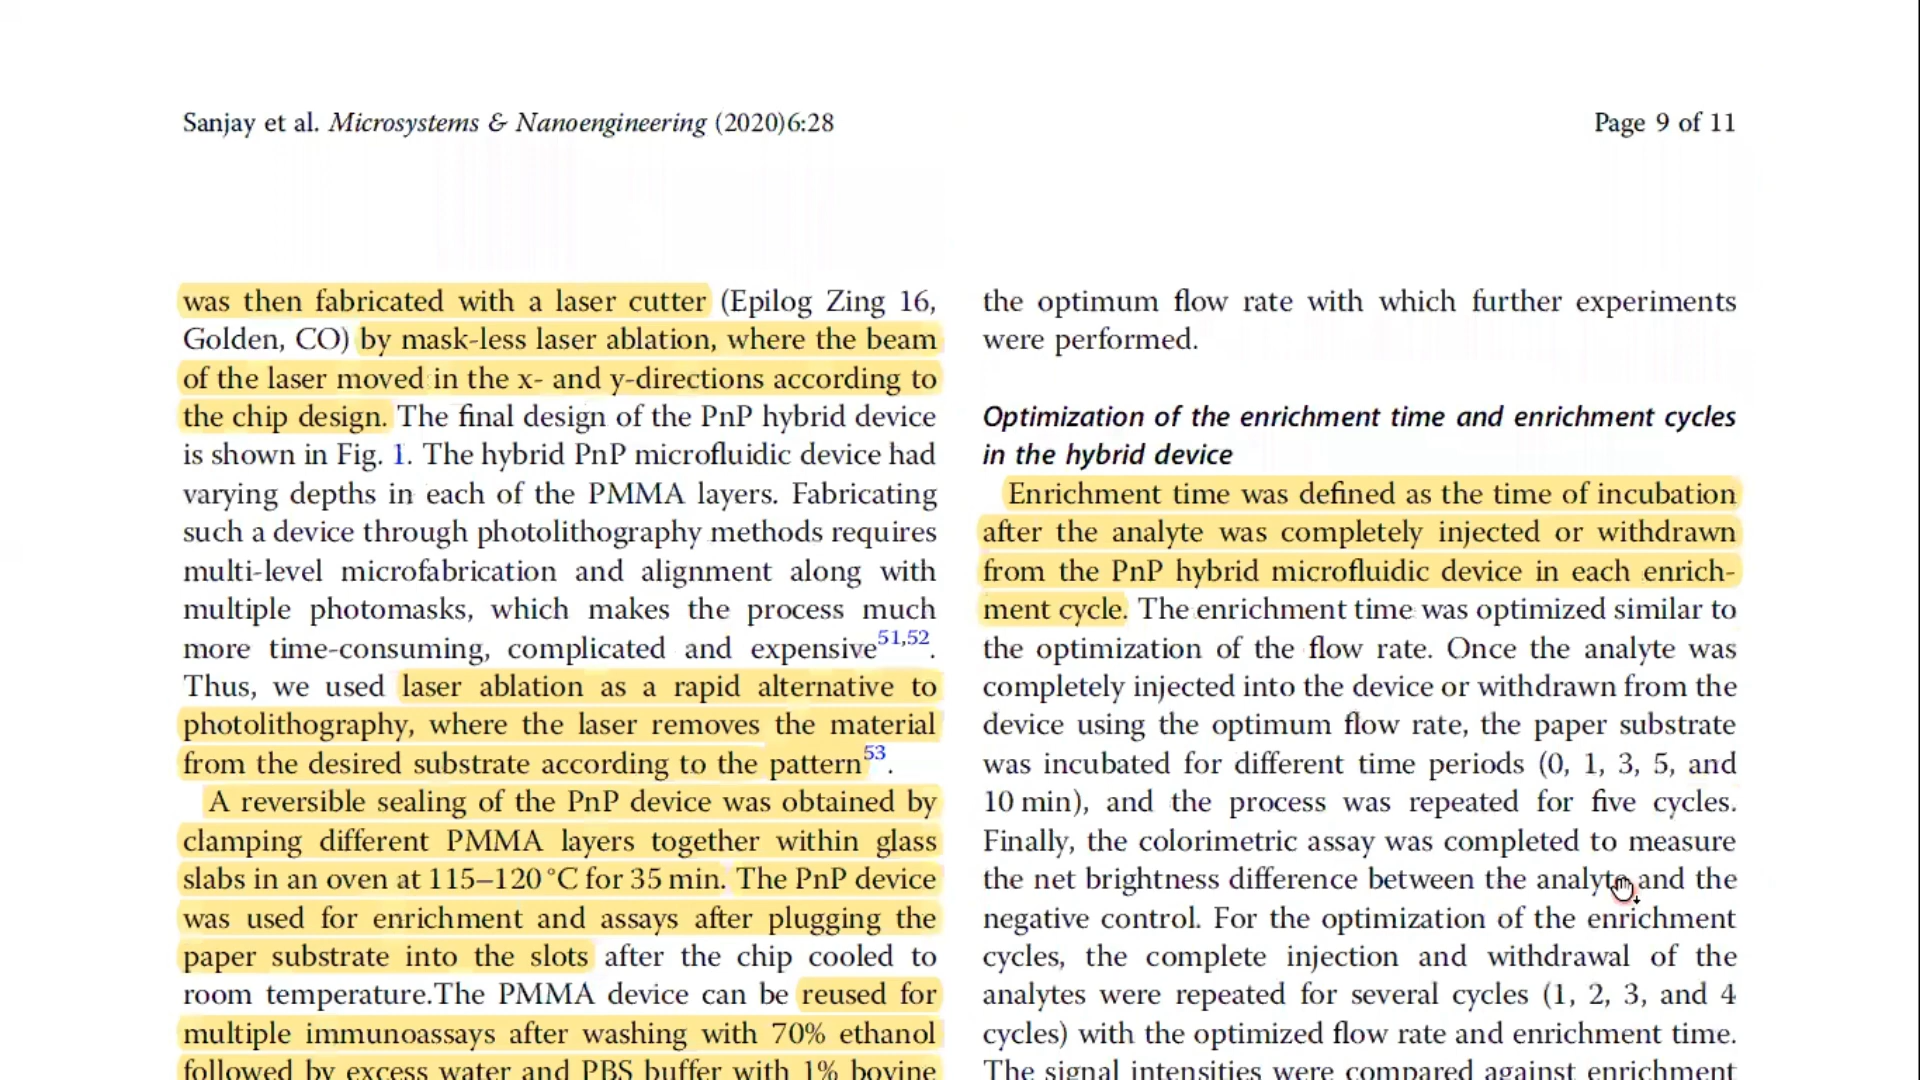 Sanjay et al. Microsystems & Nanoengineering (2020)6:28
Page 9 of 11
was then fabricated with a laser cutter (Epilog Zing 16,
Golden, CO) by mask-less laser ablation, where the beam
of the laser moved in the x- and y-directions according to
the chip design. The final design of the PnP hybrid device
is shown in Fig. 1. The hybrid PnP microfluidic device had
varying depths in each of the PMMA layers. Fabricating
such a device through photolithography methods requires
multi-level microfabrication and alignment along with
multiple photomasks, which makes the process much
more time-consuming, complicated and expensive51,52.
Thus, we used laser ablation as a rapid alternative to
photolithography, where the laser removes the material
from the desired substrate according to the pattern53.
A reversible sealing of the PnP device was obtained by
clamping different PMMA layers together within glass
slabs in an oven at 115–120 °C for 35 min. The PnP device
was used for enrichment and assays after plugging the
paper substrate into the slots after the chip cooled to
room temperature.The PMMA device can be reused for
multiple immunoassays after washing with 70% ethanol
followed by excess water and PBS buffer with 1% bovine
the optimum flow rate with which further experiments
were performed.
Optimization of the enrichment time and enrichment cycles
in the hybrid device
Enrichment time was defined as the time of incubation
after the analyte was completely injected or withdrawn
from the PnP hybrid microfluidic device in each enrich-
ment cycle. The enrichment time was optimized similar to
the optimization of the flow rate. Once the analyte was
completely injected into the device or withdrawn from the
device using the optimum flow rate, the paper substrate
was incubated for different time periods (0, 1, 3, 5, and
10 min), and the process was repeated for five cycles.
Finally, the colorimetric assay was completed to measure
the net brightness difference between the analyte and the
negative control. For the optimization of the enrichment
cycles, the complete injection and withdrawal of the
analytes were repeated for several cycles (1, 2, 3, and 4
cycles) with the optimized flow rate and enrichment time.
The signal intensities were compared against enrichment